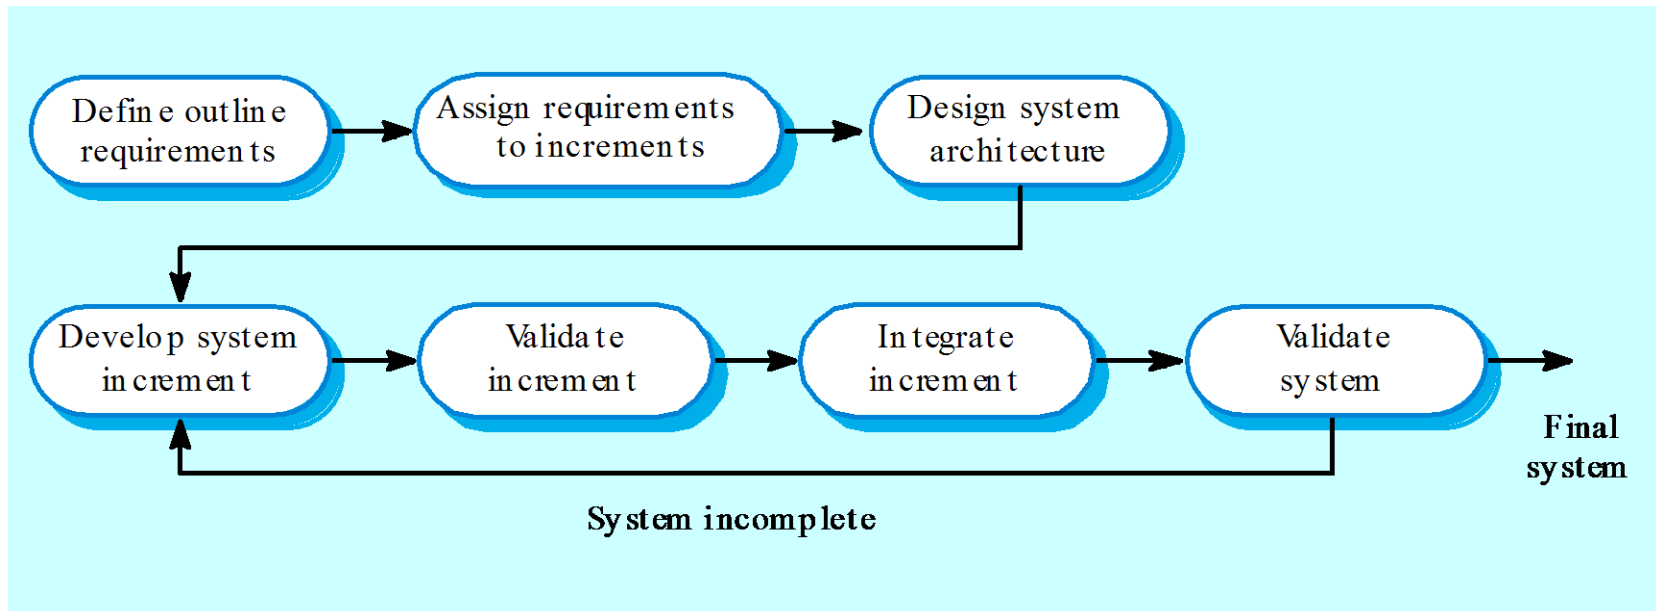 Define outline
requirements
Assign requirements
to increments
Design system
architecture
Develop system
increment
Validate
increment
Integrate
increment
Validate
system
Final
system
System incomplete